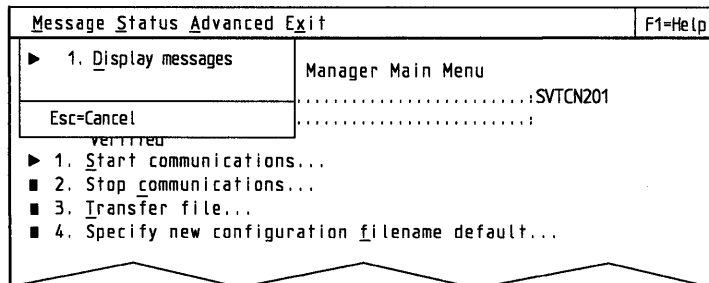 Message Status Advanced Exit F1=Help
▶ 1. Display messages
Manager Main Menu
:SVTCN201
Esc=Cancel
:
Verified
▶ 1. Start communications...
■ 2. Stop communications...
■ 3. Transfer file...
■ 4. Specify new configuration filename default...